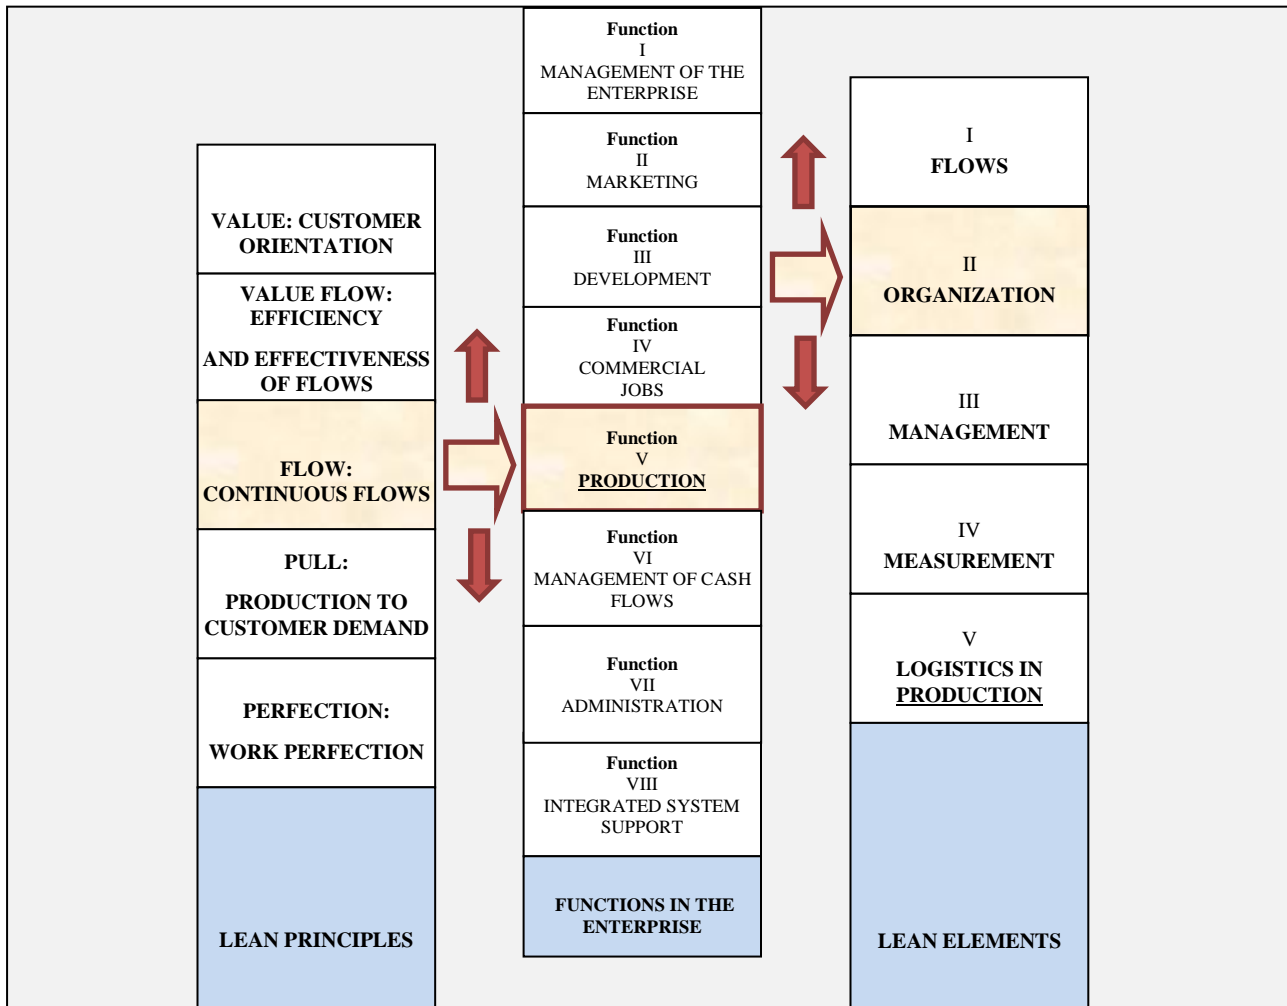 VALUE: CUSTOMER
ORIENTATION
VALUE FLOW:
EFFICIENCY
AND EFFECTIVENESS
OF FLOWS
FLOW:
CONTINUOUS FLOWS
PULL:
PRODUCTION TO
CUSTOMER DEMAND
PERFECTION:
WORK PERFECTION
LEAN PRINCIPLES
Function
I
MANAGEMENT OF THE
ENTERPRISE
Function
II
MARKETING
Function
III
DEVELOPMENT
Function
IV
COMMERCIAL
JOBS
Function
V
PRODUCTION
Function
VI
MANAGEMENT OF CASH
FLOWS
Function
VII
ADMINISTRATION
Function
VIII
INTEGRATED SYSTEM
SUPPORT
FUNCTIONS IN THE
ENTERPRISE
I
FLOWS
II
ORGANIZATION
III
MANAGEMENT
IV
MEASUREMENT
V
LOGISTICS IN
PRODUCTION
LEAN ELEMENTS